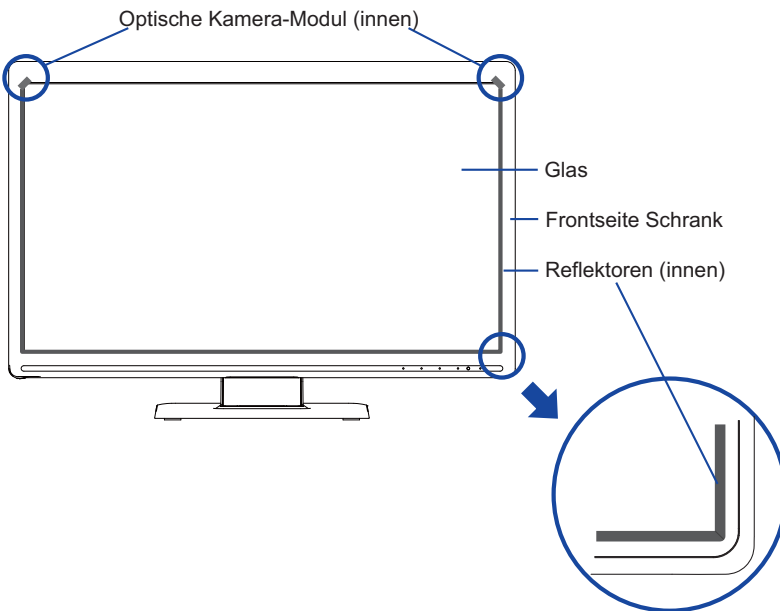 Optische Kamera-Modul (innen)
Glas
Frontseite Schrank
Reflektoren (innen)